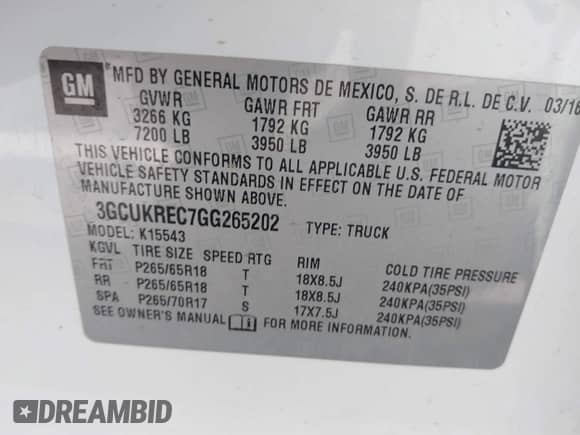 GM
MFD BY GENERAL MOTORS DE MEXICO, S. DE R.L. DE C.V. 03/16
GVWR GAWR FRT GAWR RR
3266 KG 1792 KG 1792 KG
7200 LB 3950 LB 3950 LB
THIS VEHICLE CONFORMS TO ALL APPLICABLE U.S. FEDERAL MOTOR
VEHICLE SAFETY STANDARDS IN EFFECT ON THE DATE OF
MANUFACTURE SHOWN ABOVE.
3GCUKREC7GG265202 TYPE: TRUCK
MODEL: K15543
KGVL TIRE SIZE SPEED RTG RIM COLD TIRE PRESSURE
FRT P265/65R18 T 18X8.5J 240KPA(35PSI)
RR P265/65R18 T 18X8.5J 240KPA(35PSI)
SPA P265/70R17 S 17X7.5J 240KPA(35PSI)
SEE OWNER'S MANUAL FOR MORE INFORMATION.
DREAMBID